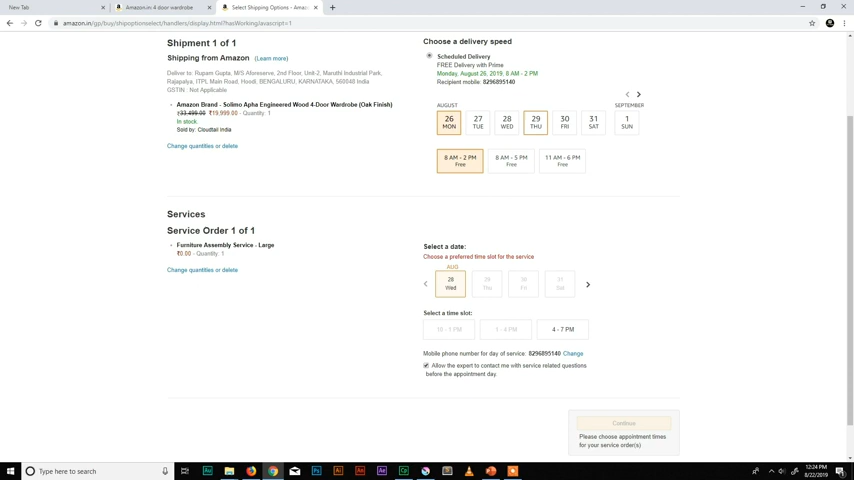 New Tab
Amazon.in: 4 door wardrobe
Select Shipping Options - Amaz
amazon.in/gp/buy/shipoptionselect/handlers/display.html?hasWorkingJavascript=1
Shipment 1 of 1
Shipping from Amazon (Learn more)
Deliver to: Rupam Gupta, M/S Aforeserve, 2nd Floor, Unit-2, Maruthi Industrial Park,
Rajapalya, ITPL Main Road, Hoodi, BENGALURU, KARNATAKA, 560048 India
GSTIN : Not Applicable
Amazon Brand - Solimo Apha Engineered Wood 4-Door Wardrobe (Oak Finish)
₹33,499.00 ₹19,999.00 - Quantity: 1
In stock.
Sold by: Cloudtail India
Change quantities or delete
Choose a delivery speed
Scheduled Delivery
FREE Delivery with Prime
Monday, August 26, 2019, 8 AM - 2 PM
Recipient mobile: 8296895140
AUGUST
SEPTEMBER
26 27 28 29 30 31 1
MON TUE WED THU FRI SAT SUN
8 AM - 2 PM 8 AM - 5 PM 11 AM - 6 PM
Free Free Free
Services
Service Order 1 of 1
Furniture Assembly Service - Large
₹0.00 - Quantity: 1
Change quantities or delete
Select a date:
Choose a preferred time slot for the service
AUG
28 29 30 31
Wed Thu Fri Sat
Select a time slot:
10 - 1 PM 1 - 4 PM 4 - 7 PM
Mobile phone number for day of service: 8296895140 Change
Allow the expert to contact me with service related questions
before the appointment day.
Continue
Please choose appointment times
for your service order(s)
Type here to search
12:24 PM
8/22/2019